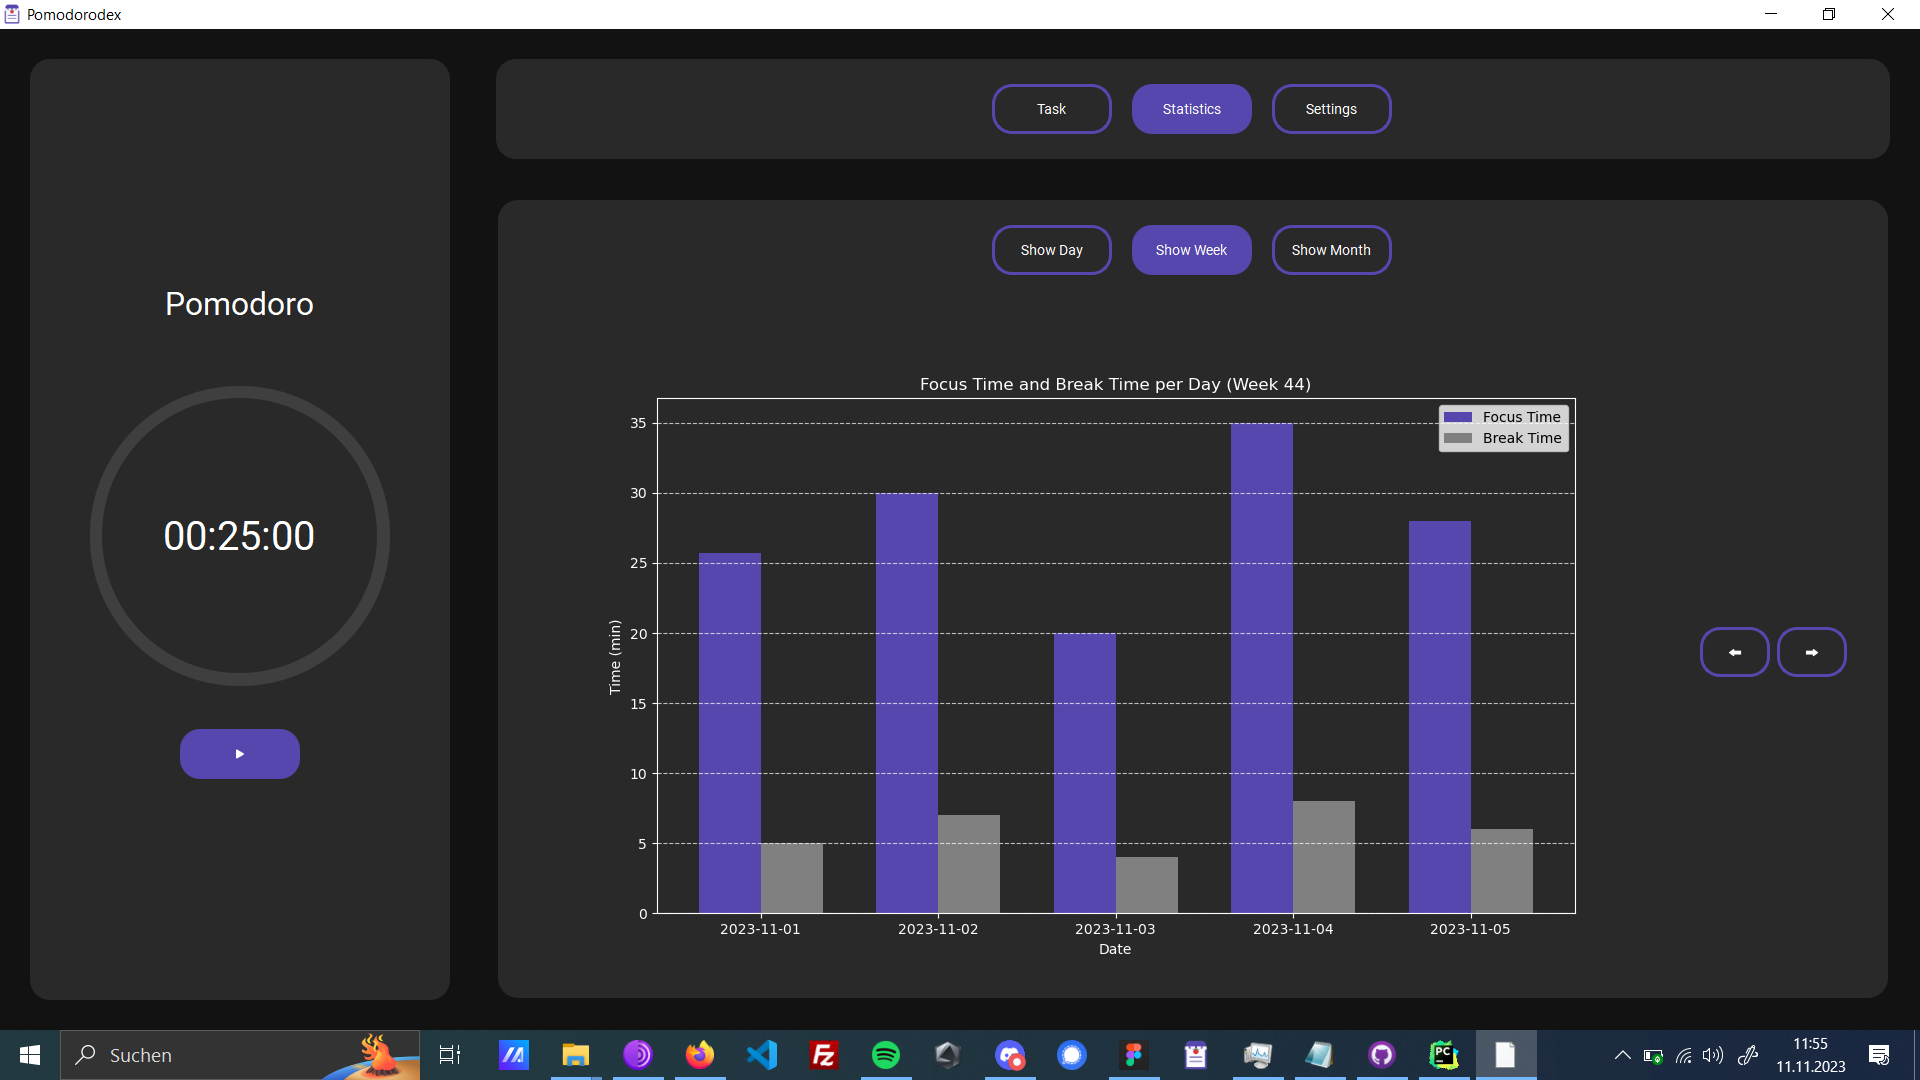 Pomodorodex
Task
Statistics
Settings
Show Day
Show Week
Show Month
Pomodoro
00:25:00
Focus Time and Break Time per Day (Week 44)
Focus Time
Break Time
35
30
25
20
15
10
5
0
Time (min)
2023-11-01
2023-11-02
2023-11-03
2023-11-04
2023-11-05
Date
Suchen
FZ
PC
11:55
11.11.2023